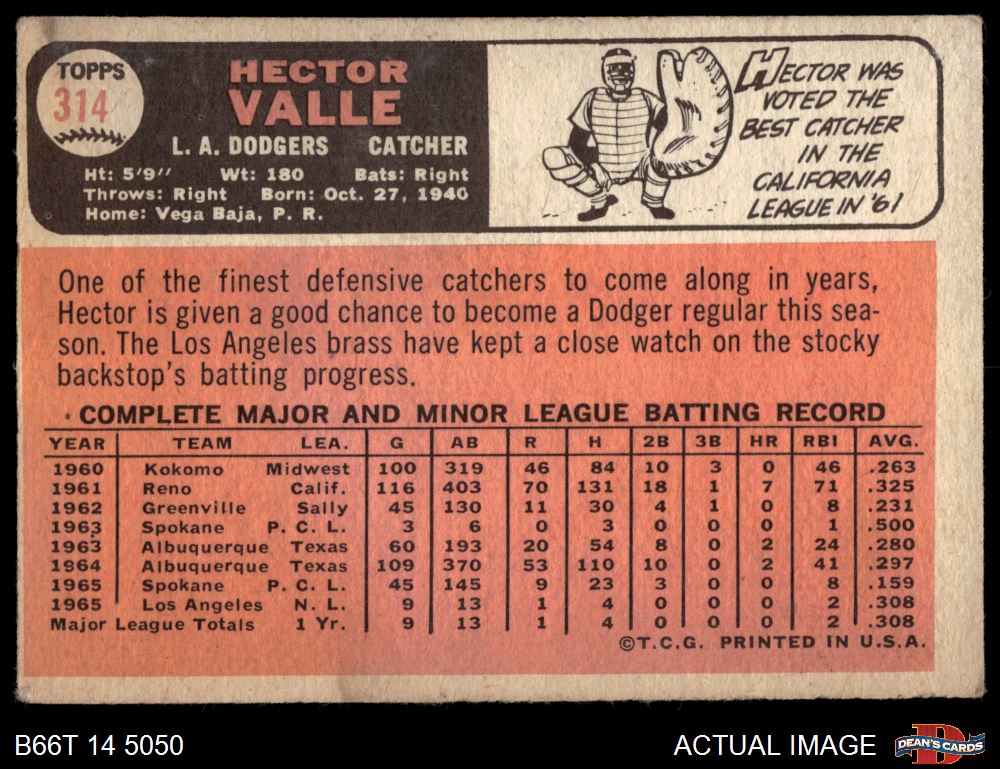 TOPPS
314
HECTOR
VALLE
L. A. DODGERS CATCHER
Ht: 5'9" Wt: 180 Bats: Right
Throws: Right Born: Oct. 27, 1940
Home: Vega Baja, P. R.
HECTOR WAS
VOTED THE
BEST CATCHER
IN THE
CALIFORNIA
LEAGUE IN '61
One of the finest defensive catchers to come along in years,
Hector is given a good chance to become a Dodger regular this sea-
son. The Los Angeles brass have kept a close watch on the stocky
backstop's batting progress.
COMPLETE MAJOR AND MINOR LEAGUE BATTING RECORD
YEAR TEAM LEA. G AB R H 2B 3B HR RBI AVG.
1960 Kokomo Midwest 100 319 46 84 10 3 0 46 .263
1961 Reno Calif. 116 403 70 131 18 1 7 71 .325
1962 Greenville Sally 45 130 11 30 4 1 0 8 .231
1963 Spokane P. C. L. 3 6 0 3 0 0 0 1 .500
1963 Albuquerque Texas 60 193 20 54 8 0 2 24 .280
1964 Albuquerque Texas 109 370 53 110 10 0 2 41 .297
1965 Spokane P. C. L. 45 145 9 23 3 0 0 8 .159
1965 Los Angeles N. L. 9 13 1 4 0 0 0 2 .308
Major League Totals 1 Yr. 9 13 1 4 0 0 0 2 .308
©T.C.G. PRINTED IN U.S.A.
B66T 14 5050
ACTUAL IMAGE
D
DEAN'S CARDS